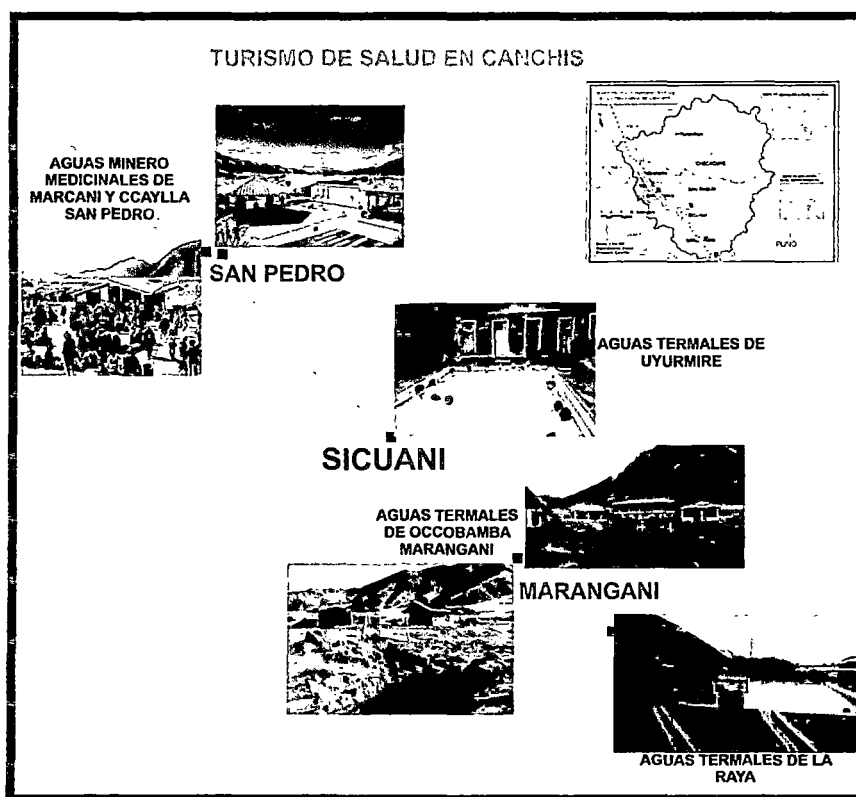 TURISMO DE SALUD EN CANCHIS
AGUAS MINERO
MEDICINALES DE
MARCANI Y CCAYLLA
SAN PEDRO.
SAN PEDRO
PUNO
AGUAS TERMALES DE
UYURMIRE
SICUANI
AGUAS TERMALES
DE OCCOBAMBA
MARANGANI
MARANGANI
AGUAS TERMALES DE LA
RAYA